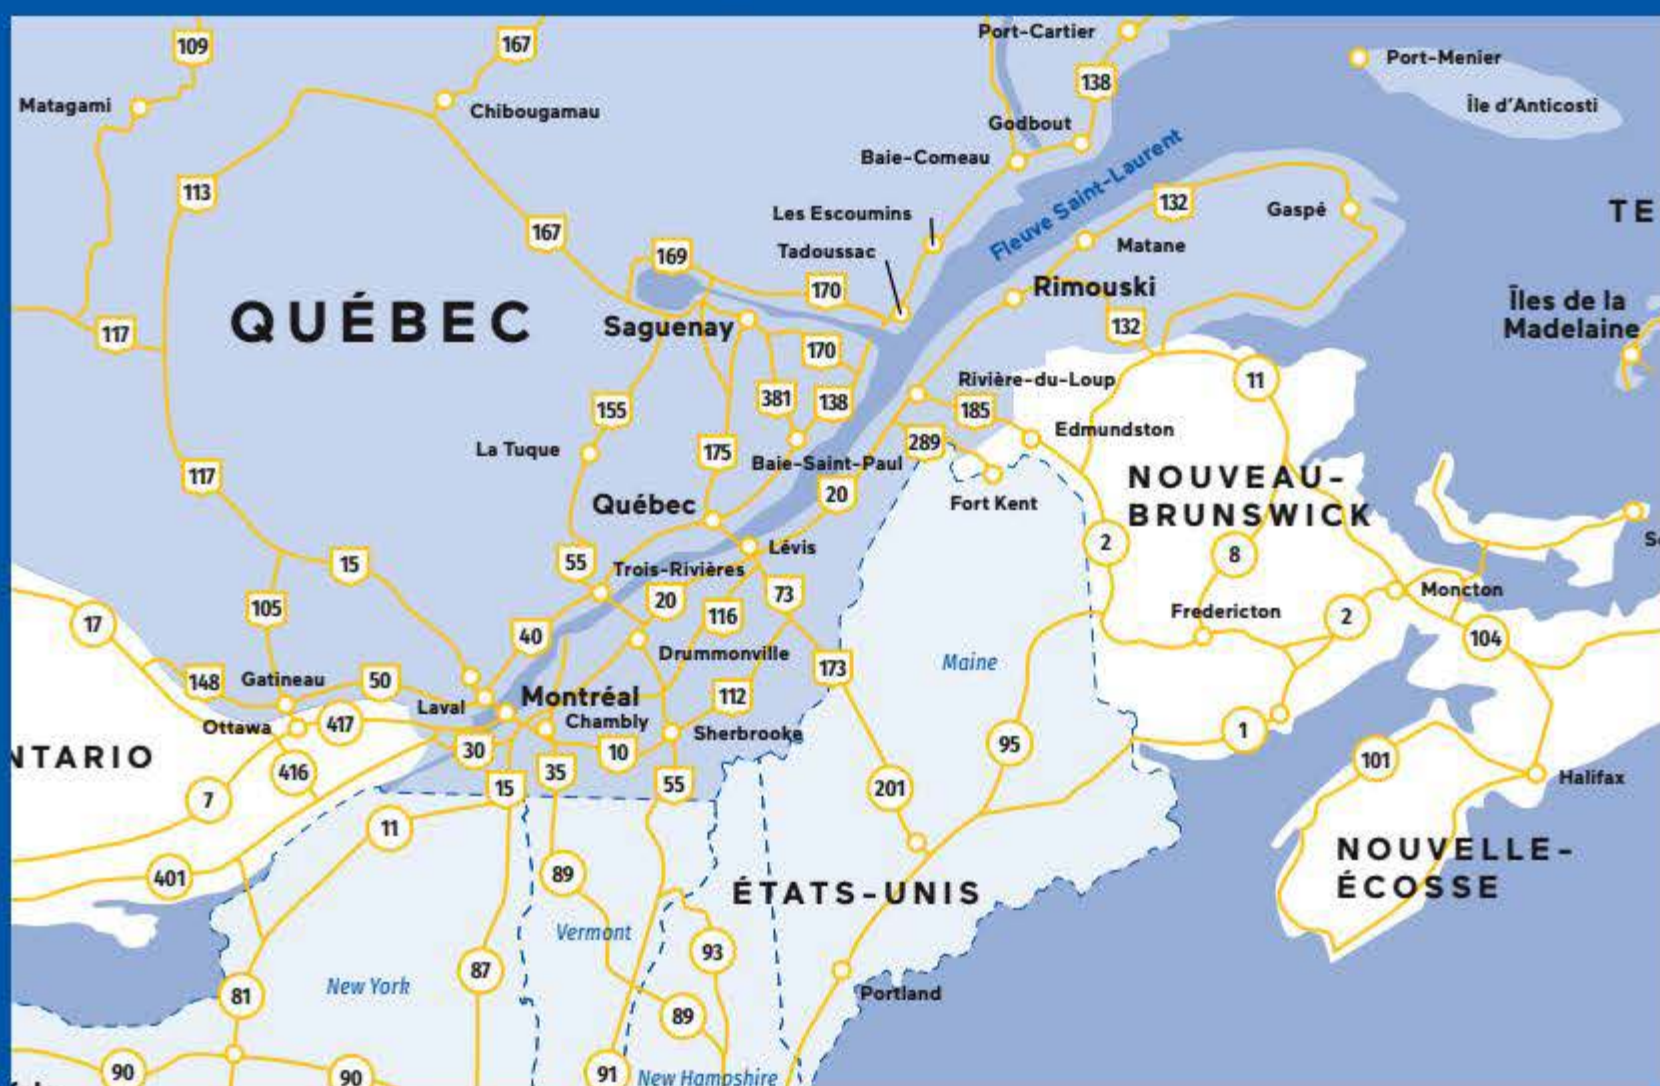 Port-Cartier
109
167
Port-Menier
138
Matagami
Île d'Anticosti
Chibougamau
Godbout
Baie-Comeau
Fleuve Saint-Laurent
113
132
Gaspé
TE
Les Escoumins
167
Tadoussac
Matane
169
170
Rimouski
Îles de la
Madelaine
QUÉBEC
117
Saguenay
132
170
Rivière-du-Loup
11
381
138
155
185
Edmundston
La Tuque
175
289
Baie-Saint-Paul
117
NOUVEAU-
BRUNSWICK
20
Fort Kent
Québec
2
8
Lévis
15
55
Trois-Rivières
73
Moncton
105
20
116
Fredericton
2
17
40
104
Drummonville
Maine
173
148
Gatineau
50
112
Montréal
Laval
Chambly
Ottawa
417
Sherbrooke
1
NTARIO
30
10
95
101
416
35
Halifax
7
15
55
201
11
NOUVELLE-
ÉCOSSE
401
89
ÉTATS-UNIS
Vermont
93
87
New York
81
Portland
89
90
90
91
New Hampshire